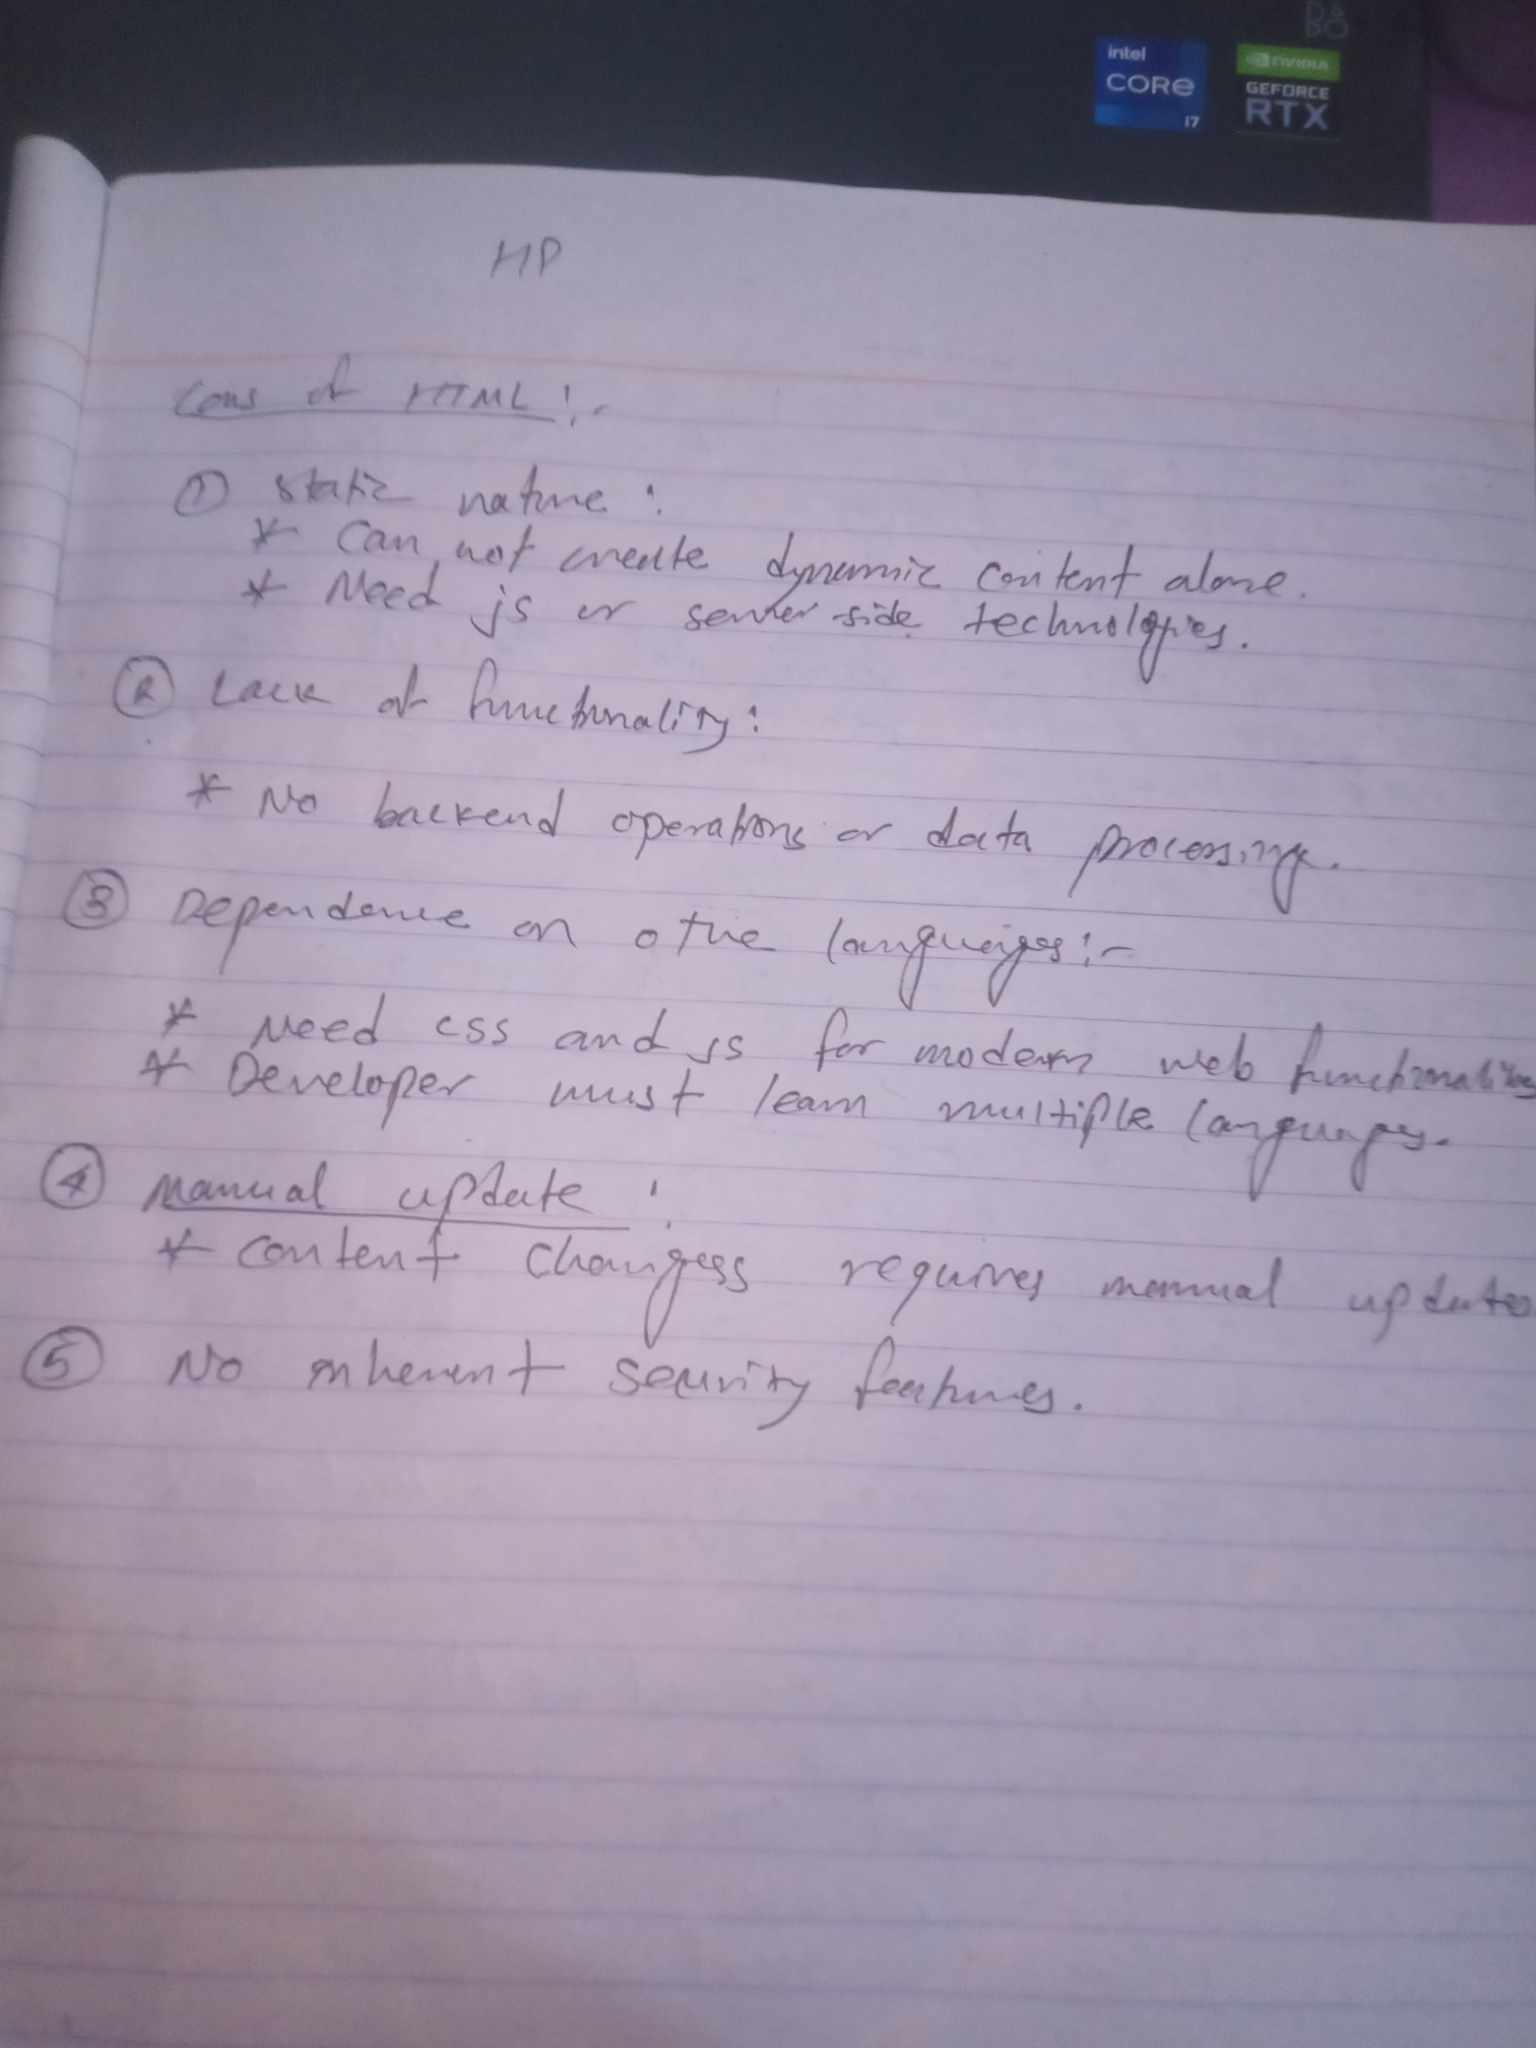 intel
CORe
i7
NVIDIA
GEFORCE
RTX
HP
Cons of HTML :-
① static nature :
* Can not create dynamic content alone.
* Need js or server-side technologies.
② Lack of functionality :
* No backend operations or data processing.
③ Dependence on othe languages :-
* Need css and js for modern web functionalities
* Developer must learn multiple languages.
④ Manual update :
* content changess requires manual updates
⑤ No inherent security features.